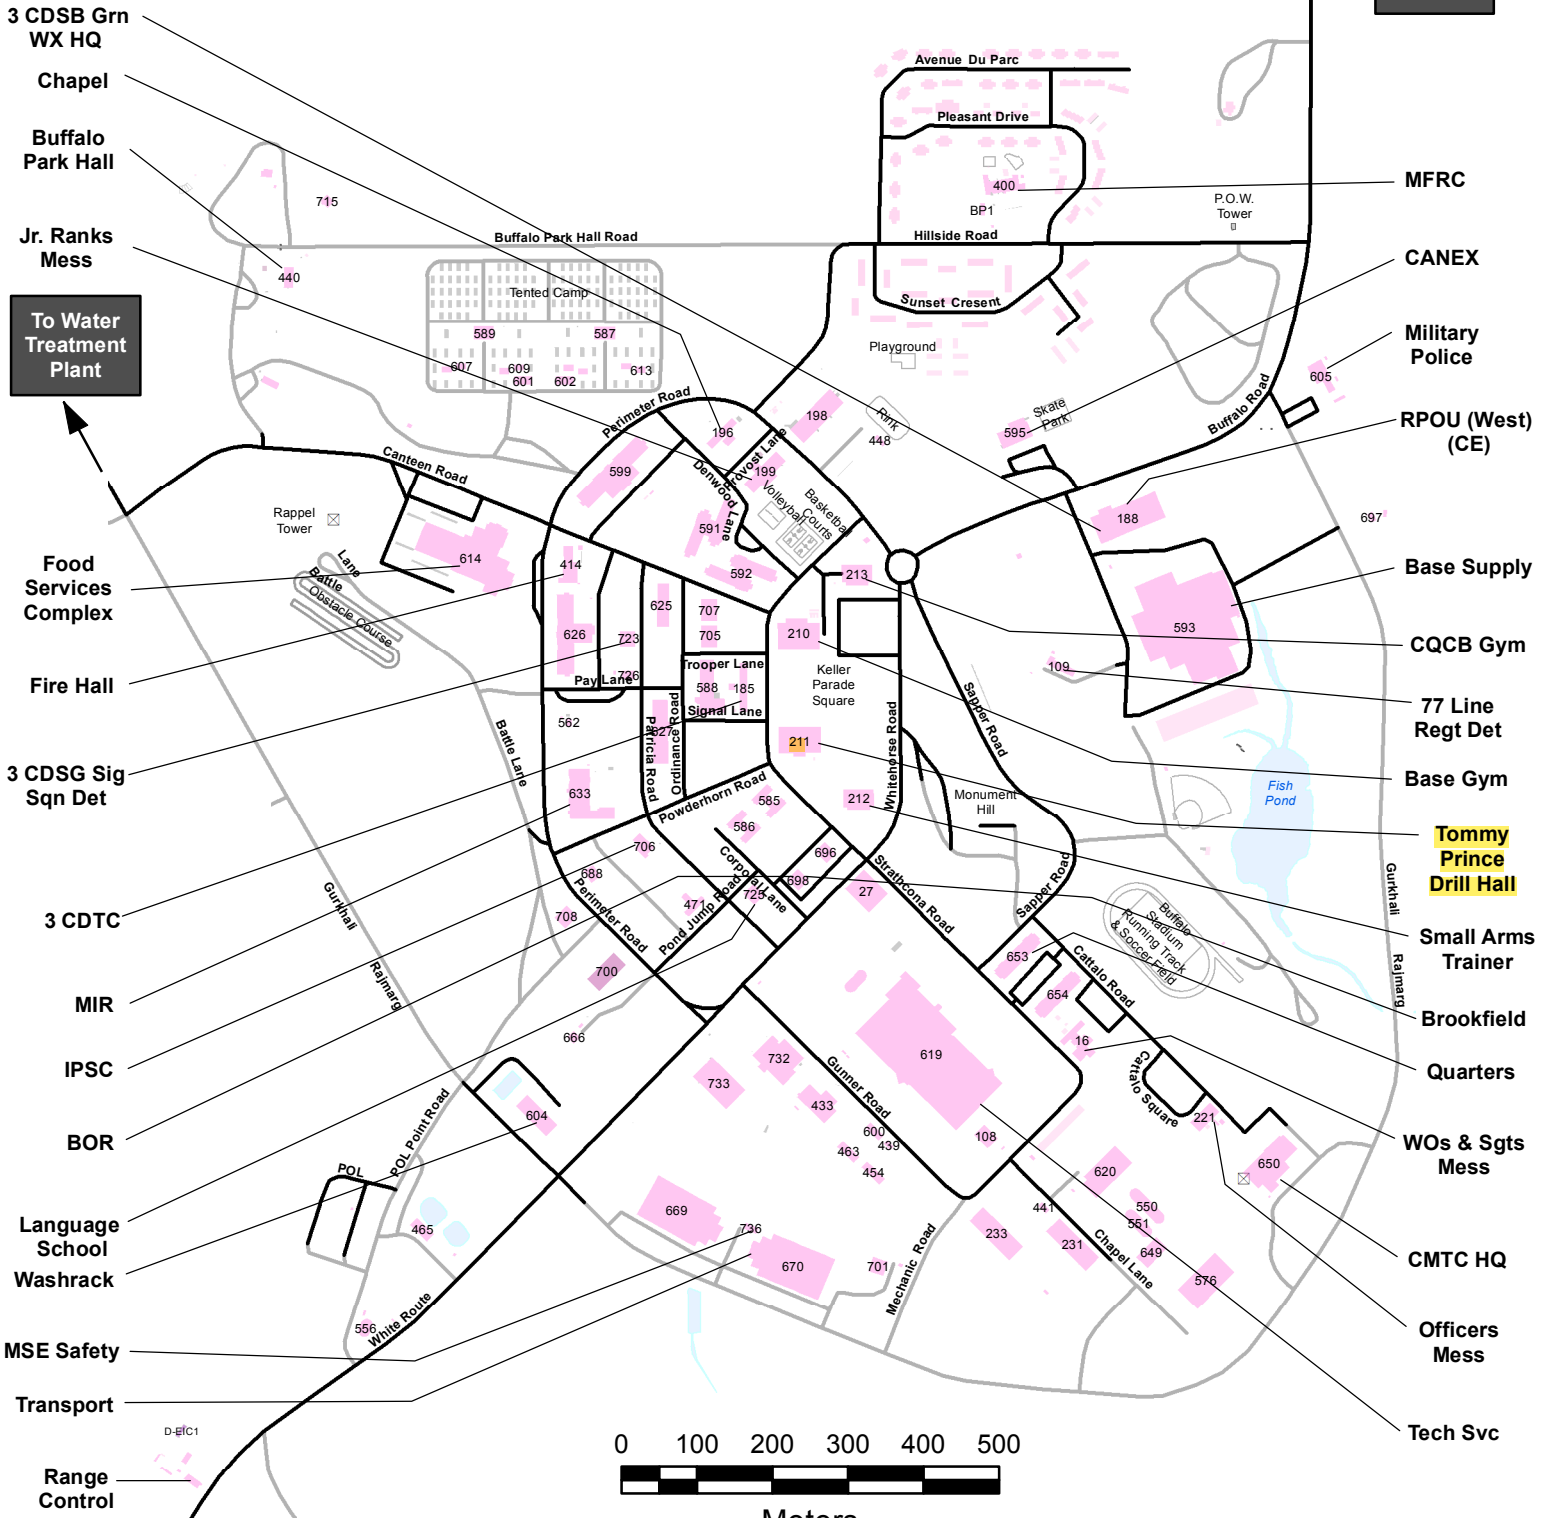 3 CDSB Grn
WX HQ
Chapel
Buffalo
Park Hall
Jr. Ranks
Mess
To Water
Treatment
Plant
Food
Services
Complex
Fire Hall
3 CDSG Sig
Sqn Det
3 CDTC
MIR
IPSC
BOR
Language
School
Washrack
MSE Safety
Transport
Range
Control
MFRC
CANEX
Military
Police
RPOU (West)
(CE)
Base Supply
CQCB Gym
77 Line
Regt Det
Base Gym
Tommy
Prince
Drill Hall
Small Arms
Trainer
Brookfield
Quarters
WOs & Sgts
Mess
CMTC HQ
Officers
Mess
Tech Svc
Avenue Du Parc
Pleasant Drive
400
BP1
P.O.W.
Tower
Hillside Road
Sunset Cresent
Playground
715
Buffalo Park Hall Road
440
Tented Camp
589
587
607
609
613
601
602
605
Buffalo Road
Perimeter Road
196
198
Rink
448
595
Skate
Park
Provost Lane
199
Denwood Lane
Volleyball
Basketball
Courts
599
591
592
Canteen Road
Rappel
Tower
614
414
Battle
Lane
Obstacle Course
188
697
593
109
213
210
625
707
705
626
723
726
Trooper Lane
588
185
Pay Lane
Signal Lane
Keller
Parade
Square
562
627
Patricia Road
Ordinance Road
211
Whitehorse Road
Sapper Road
Battle Lane
633
Powderhorn Road
585
586
212
Monument
Hill
Fish
Pond
706
696
698
688
Corporal Lane
725
27
Strathcona Road
Sapper Road
471
Pond Jump Road
708
Perimeter Road
Gurkhali
Rajmarg
Gurkhali
Rajmarg
Buffalo
Stadium
Running Track
& Soccer Field
700
666
653
Cattalo Road
654
16
Cattalo Square
221
619
732
733
433
Gunner Road
600
439
463
454
108
604
POL Point Road
POL
465
620
650
441
550
551
649
233
231
Chapel Lane
576
669
736
670
701
Mechanic Road
556
White Route
D-EIC1
0 100 200 300 400 500
Meters